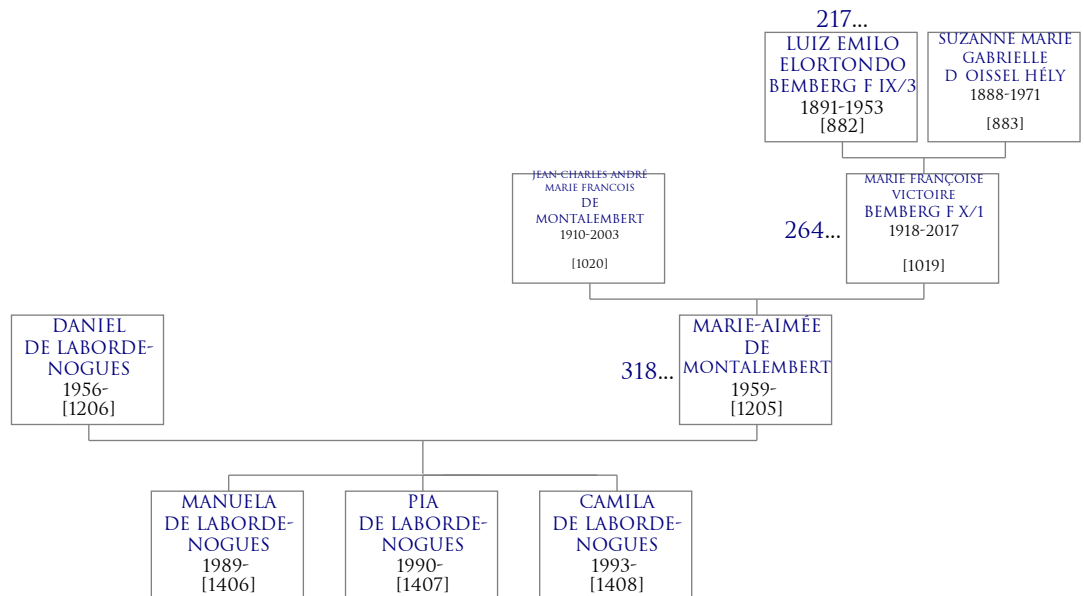 217...
LUIZ EMILO
ELORTONDO
BEMBERG F IX/3
1891-1953
[882]
SUZANNE MARIE
GABRIELLE
D OISSEL HÉLY
1888-1971
[883]
JEAN-CHARLES ANDRÉ
MARIE FRANCOIS
DE
MONTALEMBERT
1910-2003
[1020]
264...
MARIE FRANÇOISE
VICTOIRE
BEMBERG F X/1
1918-2017
[1019]
DANIEL
DE LABORDE-
NOGUES
1956-
[1206]
318...
MARIE-AIMÉE
DE
MONTALEMBERT
1959-
[1205]
MANUELA
DE LABORDE-
NOGUES
1989-
[1406]
PIA
DE LABORDE-
NOGUES
1990-
[1407]
CAMILA
DE LABORDE-
NOGUES
1993-
[1408]